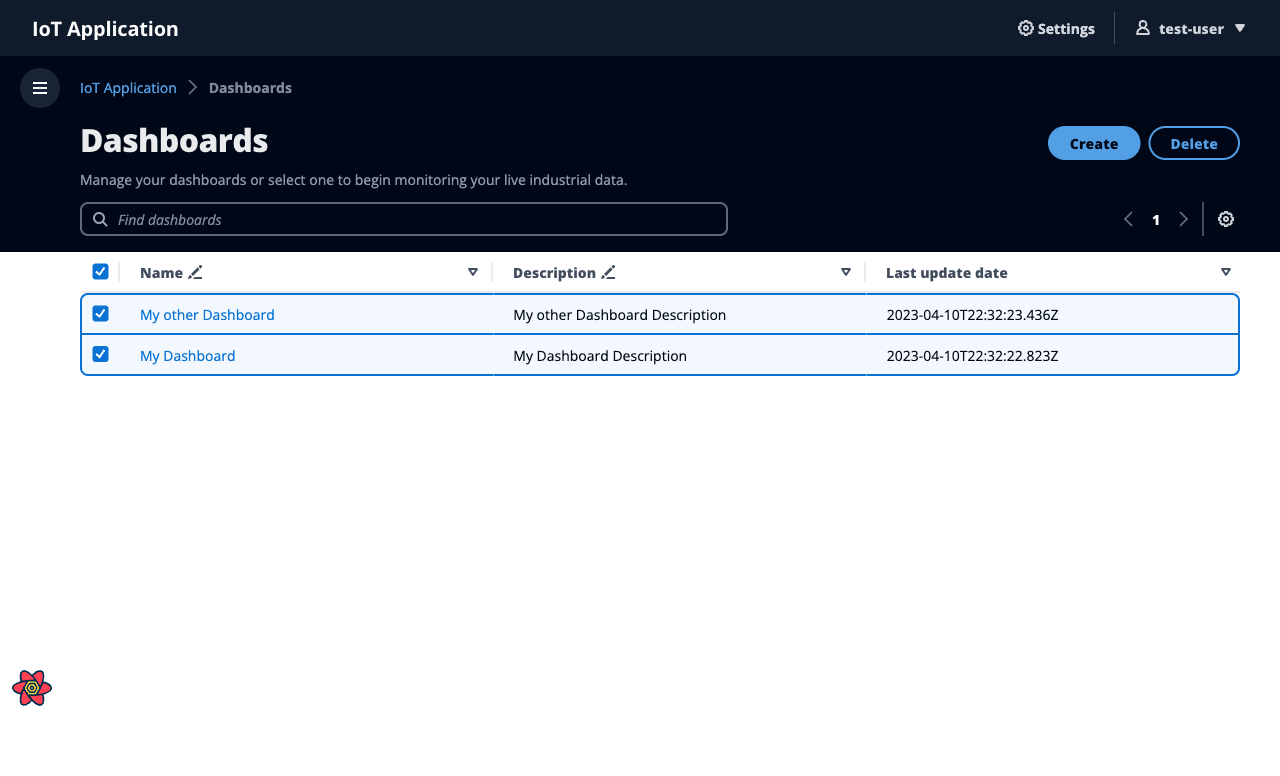 IoT Application
Settings
test-user
IoT Application Dashboards
Dashboards
Create
Delete
Manage your dashboards or select one to begin monitoring your live industrial data.
Find dashboards
1
Name Description Last update date
My other Dashboard My other Dashboard Description 2023-04-10T22:32:23.436Z
My Dashboard My Dashboard Description 2023-04-10T22:32:22.823Z